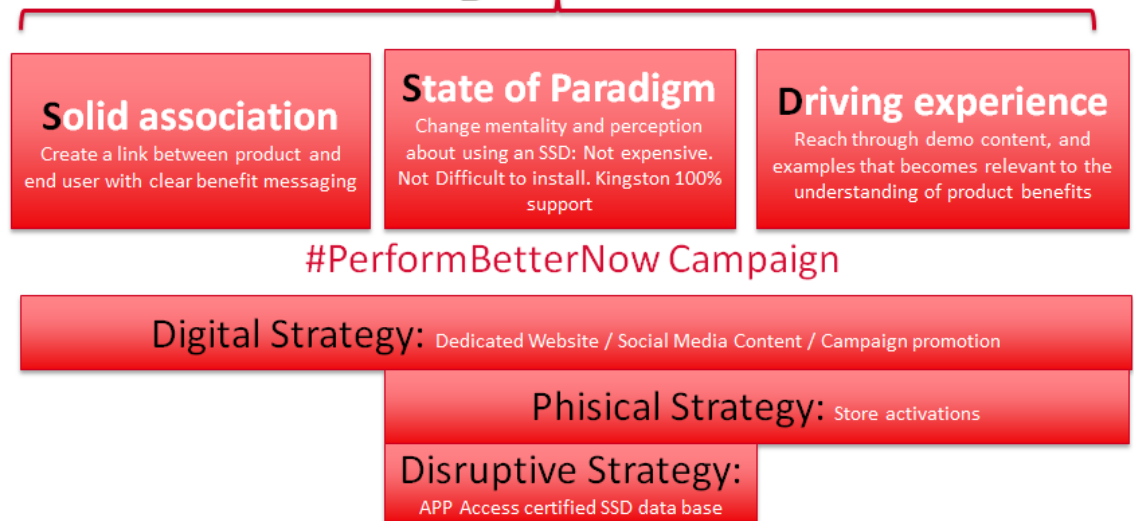 Solid association
Create a link between product and
end user with clear benefit messaging
State of Paradigm
Change mentality and perception
about using an SSD: Not expensive.
Not Difficult to install. Kingston 100%
support
Driving experience
Reach through demo content, and
examples that becomes relevant to the
understanding of product benefits
#PerformBetterNow Campaign
Digital Strategy: Dedicated Website / Social Media Content / Campaign promotion
Phisical Strategy: Store activations
Disruptive Strategy:
APP Access certified SSD data base